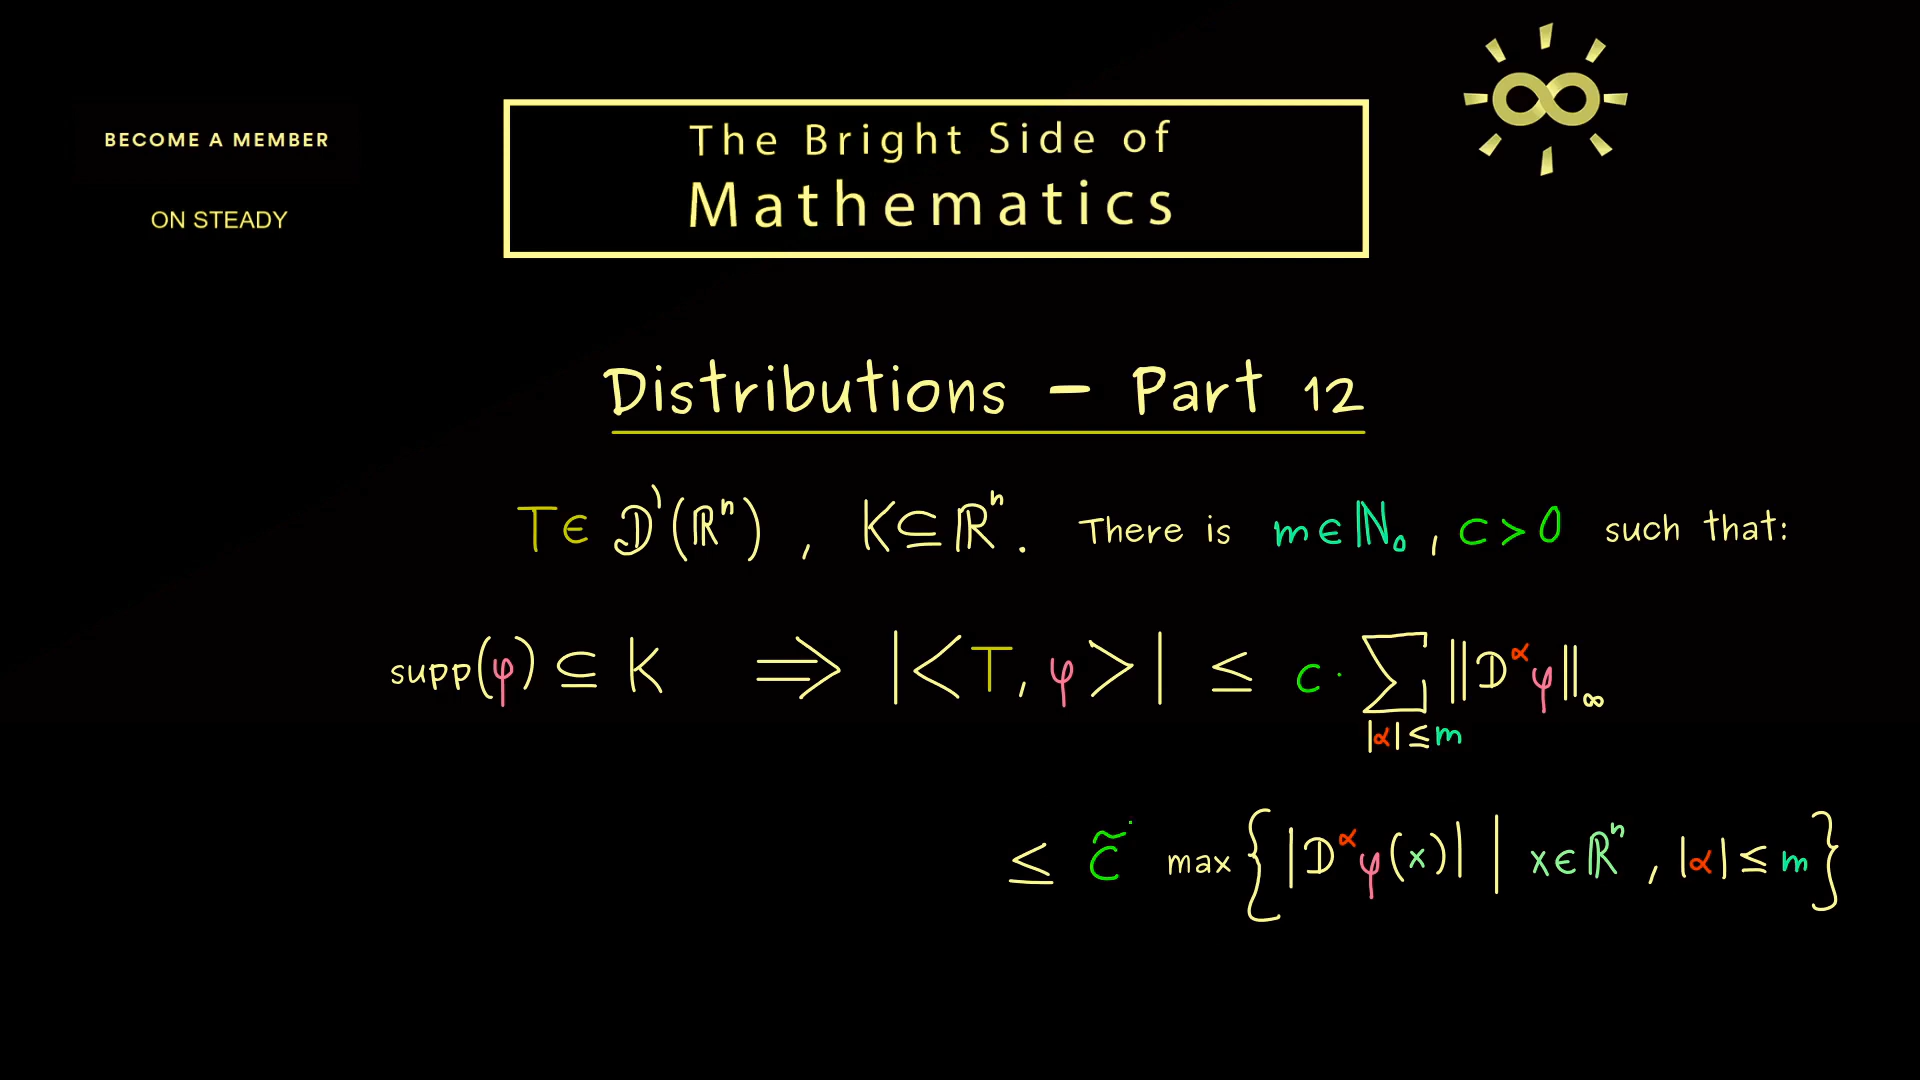 BECOME A MEMBER
ON STEADY
The Bright Side of
Mathematics
Distributions – Part 12
T ∈ 𝒟'(ℝⁿ) , K ⊆ ℝⁿ. There is m ∈ ℕ₀ , C > 0 such that:
supp(φ) ⊆ K ⟹ |<T, φ>| ≤ C · ∑_{|α| ≤ m} ||D^α φ||_∞
≤ C̃ max { |D^α φ(x)| | x ∈ ℝⁿ , |α| ≤ m }